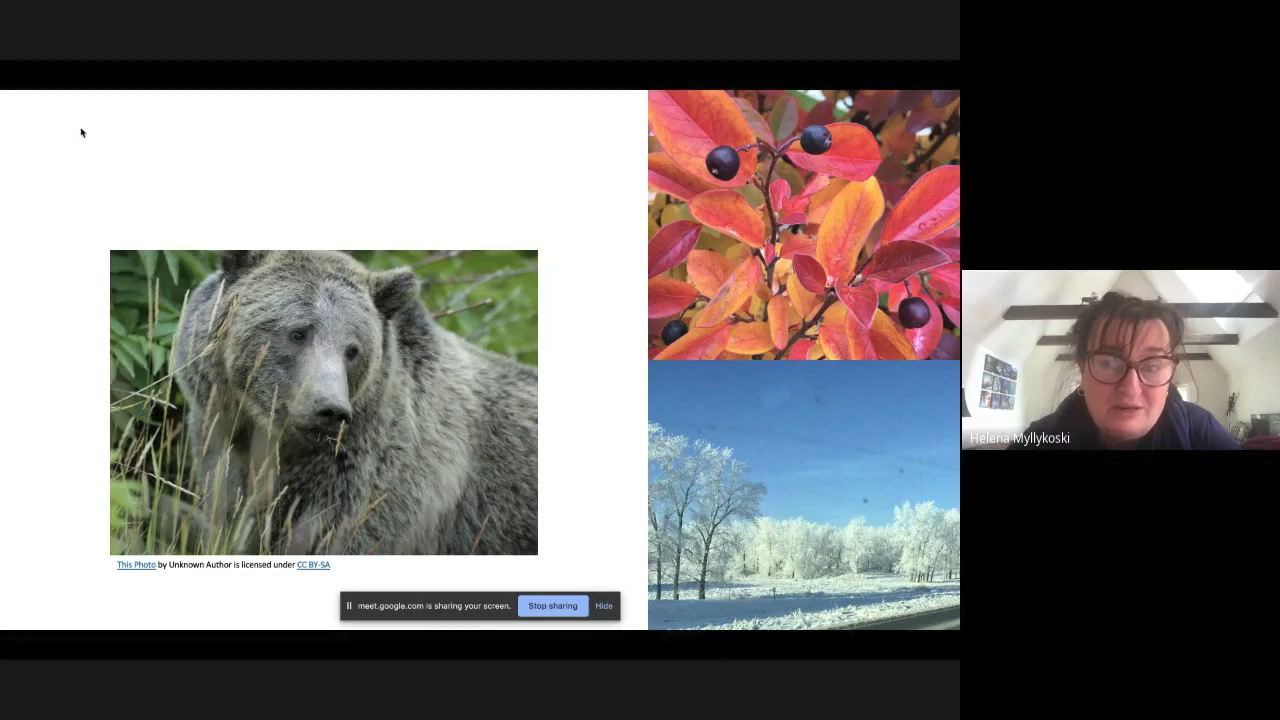 This Photo by Unknown Author is licensed under CC BY-SA
meet.google.com is sharing your screen. Stop sharing Hide
Helena Myllykoski